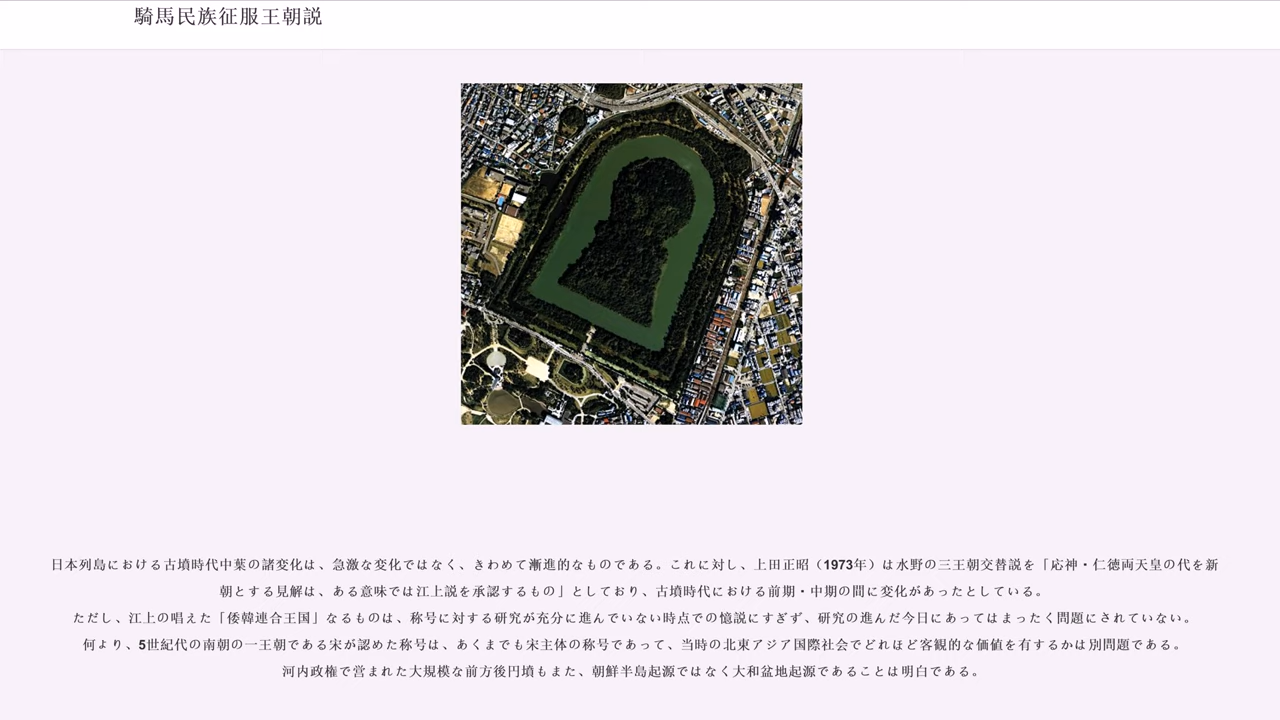 騎馬民族征服王朝説
日本列島における古墳時代中葉の諸変化は、急激な変化ではなく、きわめて漸進的なものである。これに対し、上田正昭（1973年）は水野の三王朝交替説を「応神・仁徳両天皇の代を新
朝とする見解は、ある意味では江上説を承認するもの」としており、古墳時代における前期・中期の間に変化があったとしている。
ただし、江上の唱えた「倭韓連合王国」なるものは、称号に対する研究が充分に進んでいない時点での憶説にすぎず、研究の進んだ今日にあってはまったく問題にされていない。
何より、5世紀代の南朝の一王朝である宋が認めた称号は、あくまでも宋主体の称号であって、当時の北東アジア国際社会でどれほど客観的な価値を有するかは別問題である。
河内政権で営まれた大規模な前方後円墳もまた、朝鮮半島起源ではなく大和盆地起源であることは明白である。